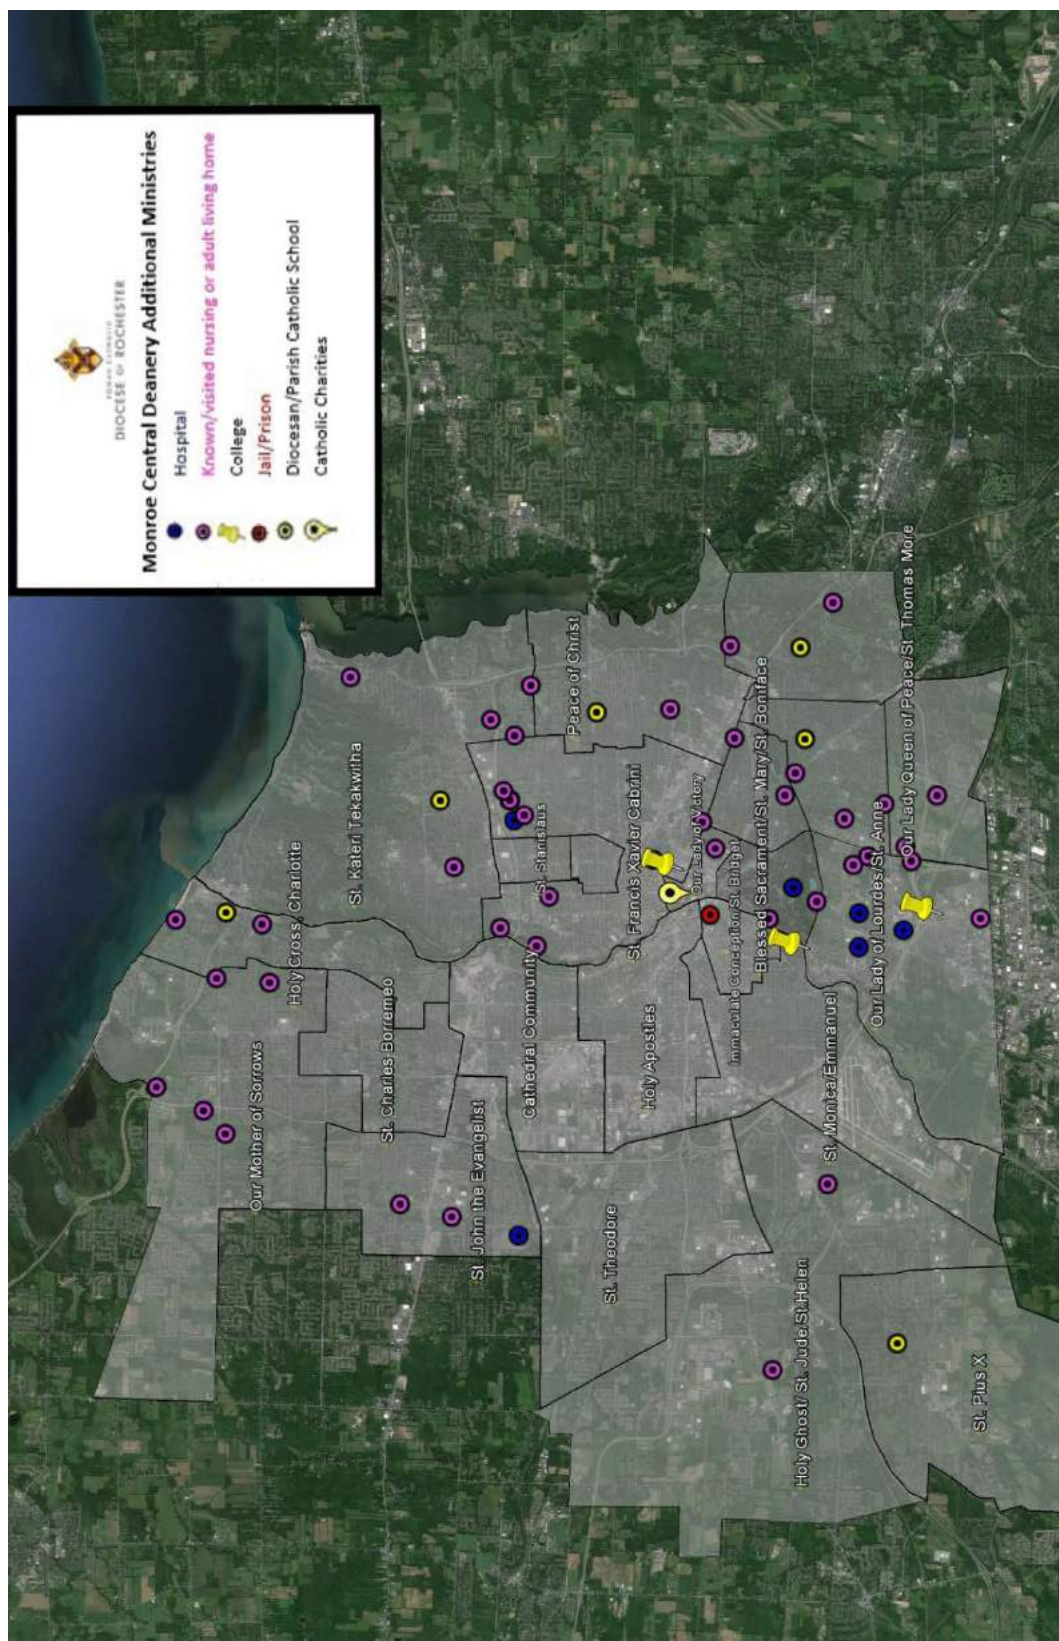 ROMAN CATHOLIC
DIOCESE of ROCHESTER
Monroe Central Deanery Additional Ministries
Hospital
Known/visited nursing or adult living home
College
Jail/Prison
Diocesan/Parish Catholic School
Catholic Charities
Our Mother of Sorrows
Holy Cross
Charlotte
St. Kateri Tekakwitha
St. Charles Borremeo
St. John the Evangelist
Cathedral Community
St. Stanislaus
Peace of Christ
St. Theodore
Holy Apostles
St. Francis Xavier Cabrini
Our Lady of Victory
Immaculate Conception/St. Bridget
Blessed Sacrament/St. Mary/St. Boniface
Holy Ghost/ St. Jude/St.Helen
St. Monica/Emmanuel
Our Lady of Lourdes/St. Anne
Our Lady Queen of Peace/St. Thomas More
St. Pius X